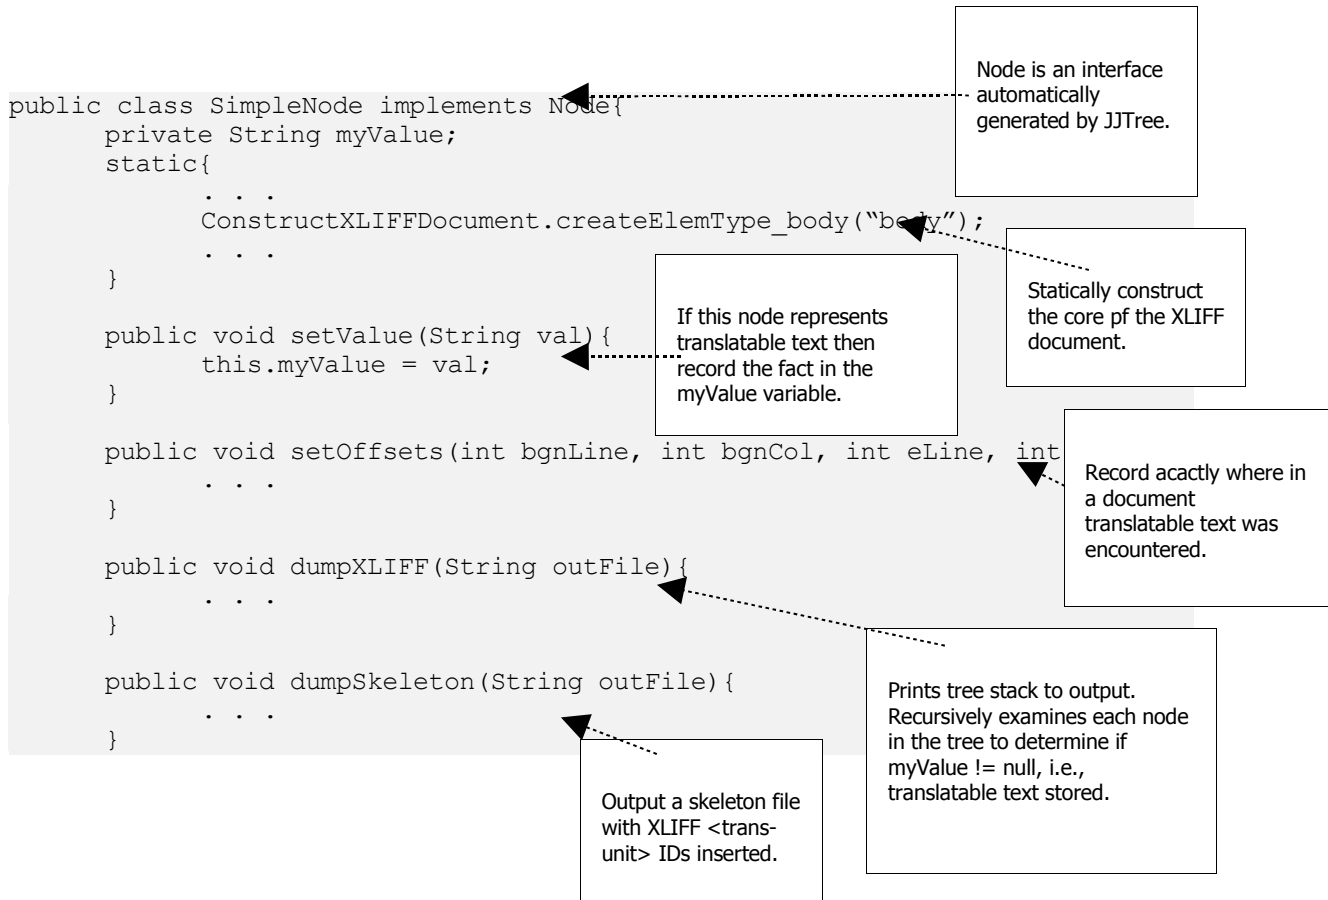 Node is an interface
automatically
generated by JJTree.
public class SimpleNode implements Node{
private String myValue;
static{
. . .
ConstructXLIFFDocument.createElemType_body(“body”);
. . .
}
Statically construct
the core pf the XLIFF
document.
If this node represents
translatable text then
record the fact in the
myValue variable.
public void setValue(String val){
this.myValue = val;
}
public void setOffsets(int bgnLine, int bgnCol, int eLine, int
. . .
}
Record acactly where in
a document
translatable text was
encountered.
public void dumpXLIFF(String outFile){
. . .
}
Prints tree stack to output.
Recursively examines each node
in the tree to determine if
myValue != null, i.e.,
translatable text stored.
public void dumpSkeleton(String outFile){
. . .
}
Output a skeleton file
with XLIFF <trans-
unit> IDs inserted.